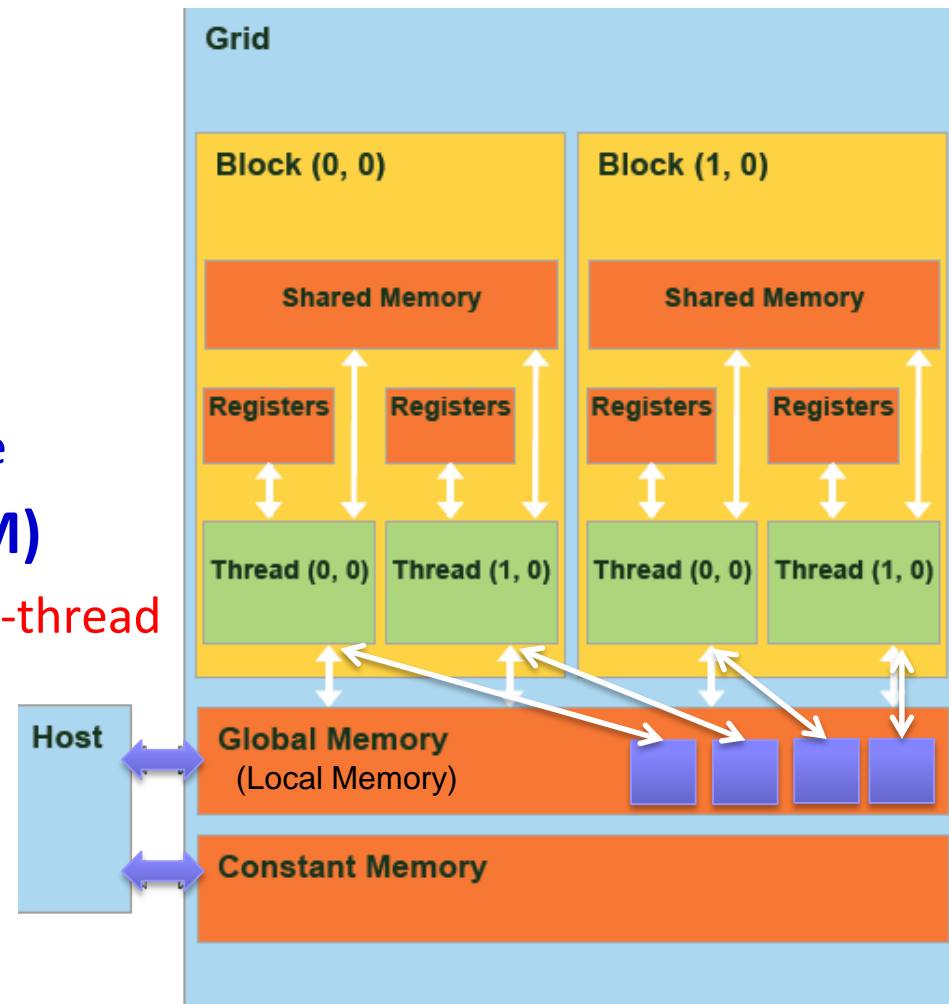 Grid
Block (0, 0)
Block (1, 0)
Shared Memory
Shared Memory
Registers
Registers
Registers
Registers
e
M)
Thread (0, 0)
Thread (1, 0)
Thread (0, 0)
Thread (1, 0)
-thread
Host
Global Memory
(Local Memory)
Constant Memory